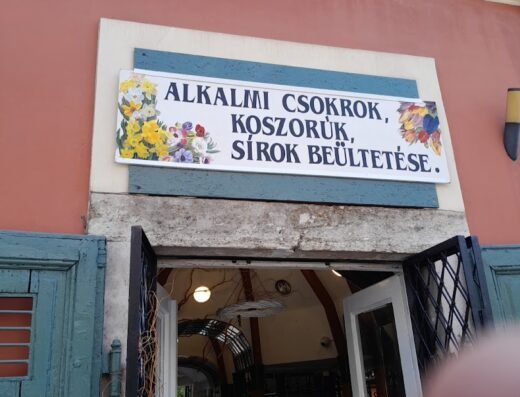 ALKALMI CSOKROK,
KOSZORÚK,
SÍROK BEÜLTETÉSE.